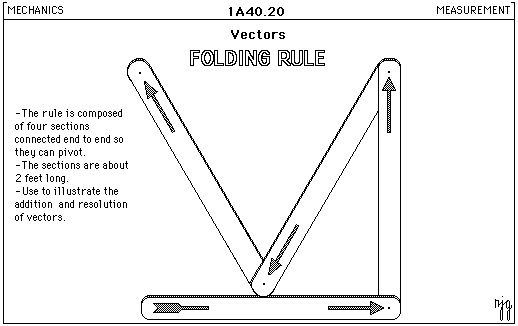 MECHANICS
1A40.20
MEASUREMENT
Vectors
FOLDING RULE
-The rule is composed
of four sections
connected end to end so
they can pivot.
-The sections are about
2 feet long.
-Use to illustrate the
addition and resolution
of vectors.
njg